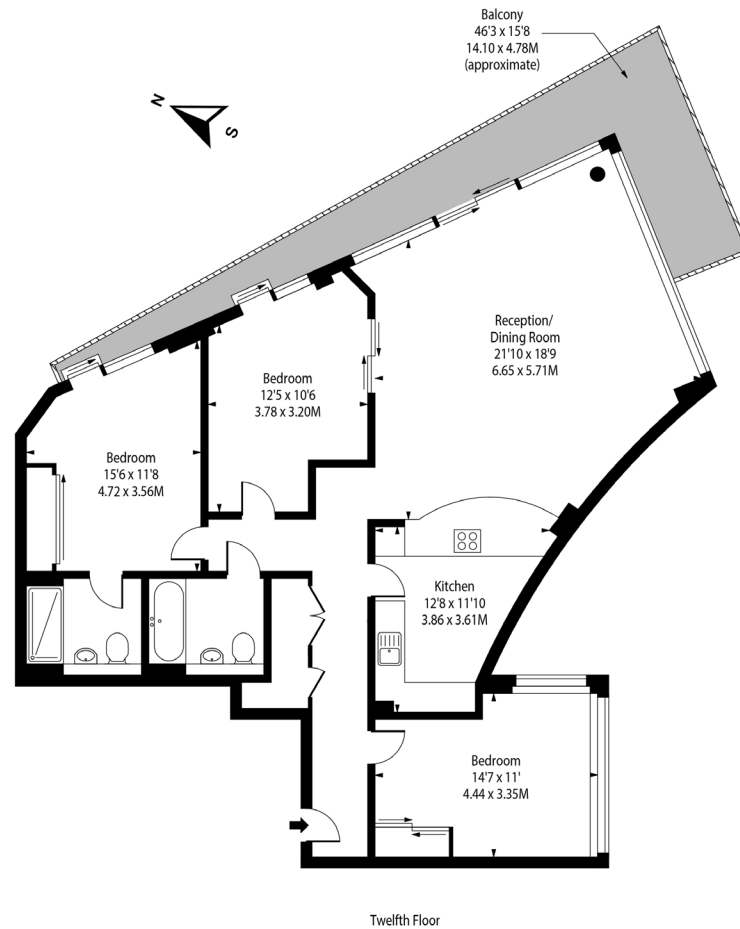 Balcony
46'3 x 15'8
14.10 x 4.78M
(approximate)
N
S
Reception/
Dining Room
21'10 x 18'9
6.65 x 5.71M
Bedroom
12'5 x 10'6
3.78 x 3.20M
Bedroom
15'6 x 11'8
4.72 x 3.56M
Kitchen
12'8 x 11'10
3.86 x 3.61M
Bedroom
14'7 x 11'
4.44 x 3.35M
Twelfth Floor